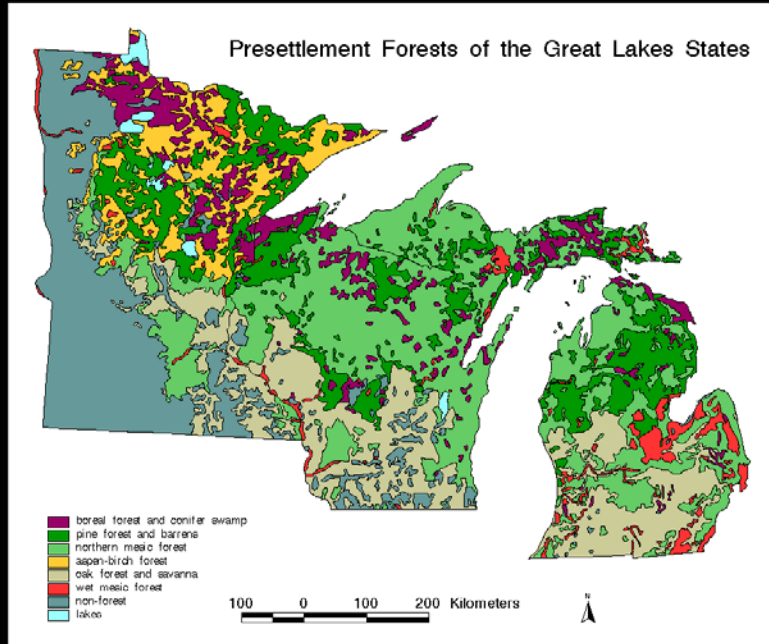 Presettlement Forests of the Great Lakes States
boreal forest and conifer swamp
pine forest and barrens
northern mesic forest
aspen-birch forest
oak forest and savanna
wet mesic forest
non-forest
lakes
100 0 100 200 Kilometers
N